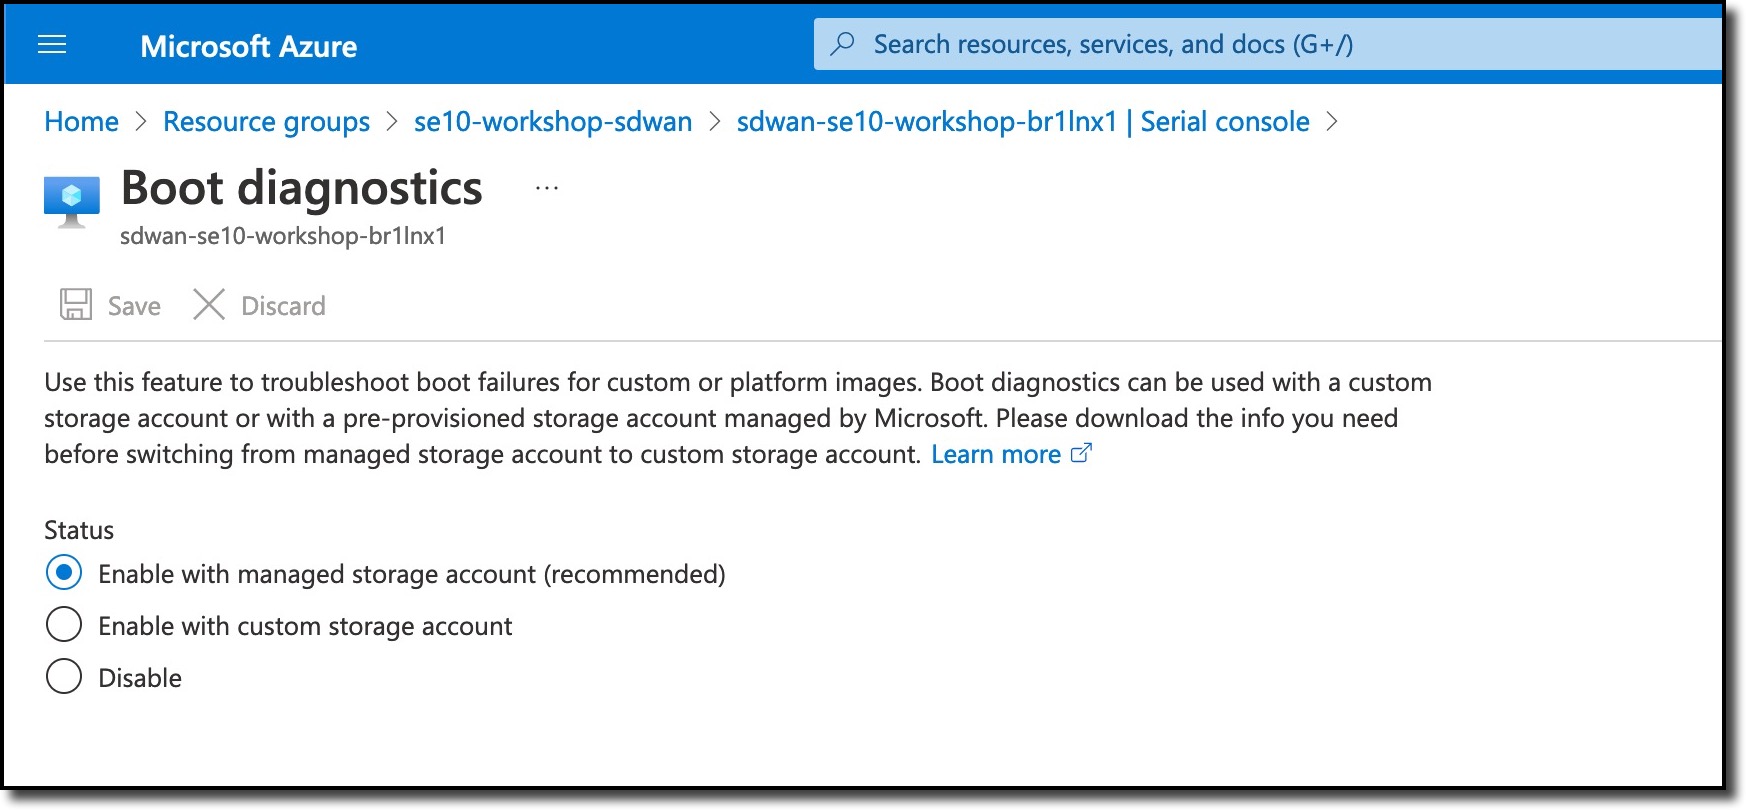 Microsoft Azure
Search resources, services, and docs (G+/)
Home > Resource groups > se10-workshop-sdwan > sdwan-se10-workshop-br1lnx1 | Serial console >
Boot diagnostics ...
sdwan-se10-workshop-br1lnx1
Save Discard
Use this feature to troubleshoot boot failures for custom or platform images. Boot diagnostics can be used with a custom
storage account or with a pre-provisioned storage account managed by Microsoft. Please download the info you need
before switching from managed storage account to custom storage account. Learn more
Status
Enable with managed storage account (recommended)
Enable with custom storage account
Disable